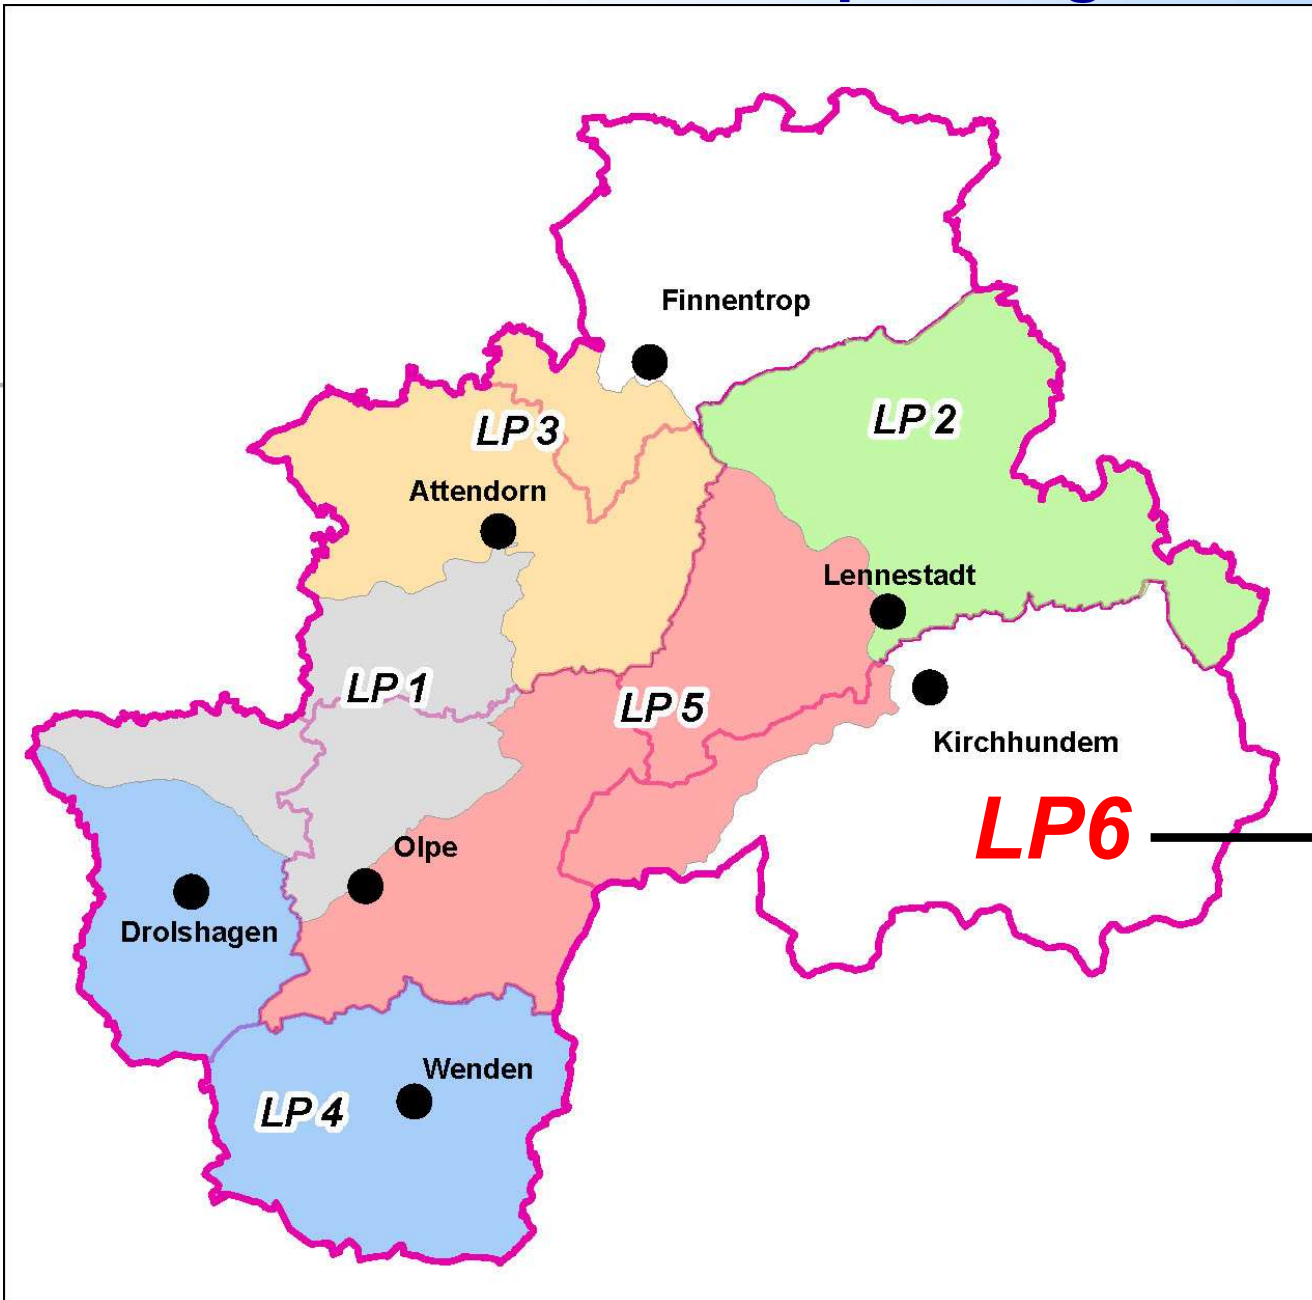 Finnentrop
LP 2
LP 3
Attendorn
Lennestadt
LP 1
LP 5
Kirchhundem
LP6
Olpe
Drolshagen
Wenden
LP 4